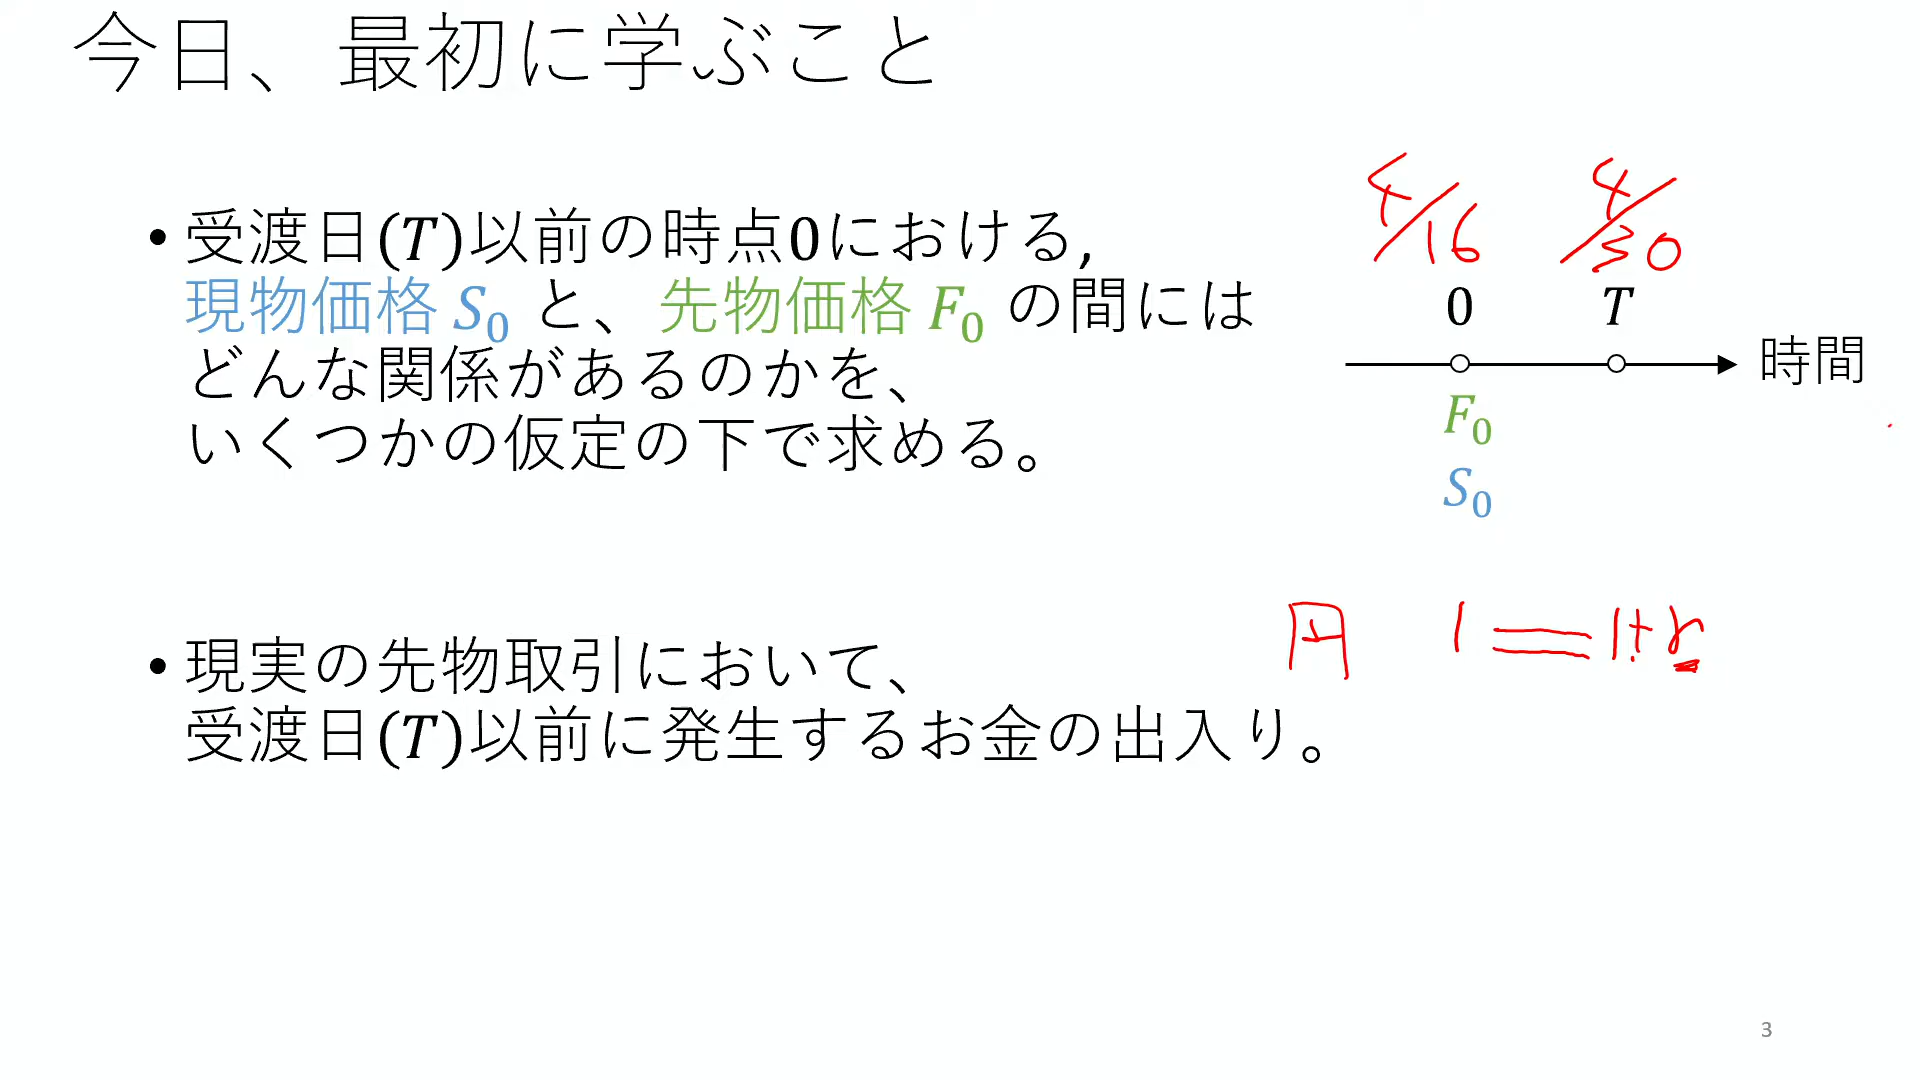 今日、最初に学ぶこと
• 受渡日(T)以前の時点0における,
現物価格 S₀ と、先物価格 F₀ の間には
どんな関係があるのかを、
いくつかの仮定の下で求める。
4/16 4/30
0 T
時間
F₀
S₀
円 1 = 1+r
• 現実の先物取引において、
受渡日(T)以前に発生するお金の出入り。
3